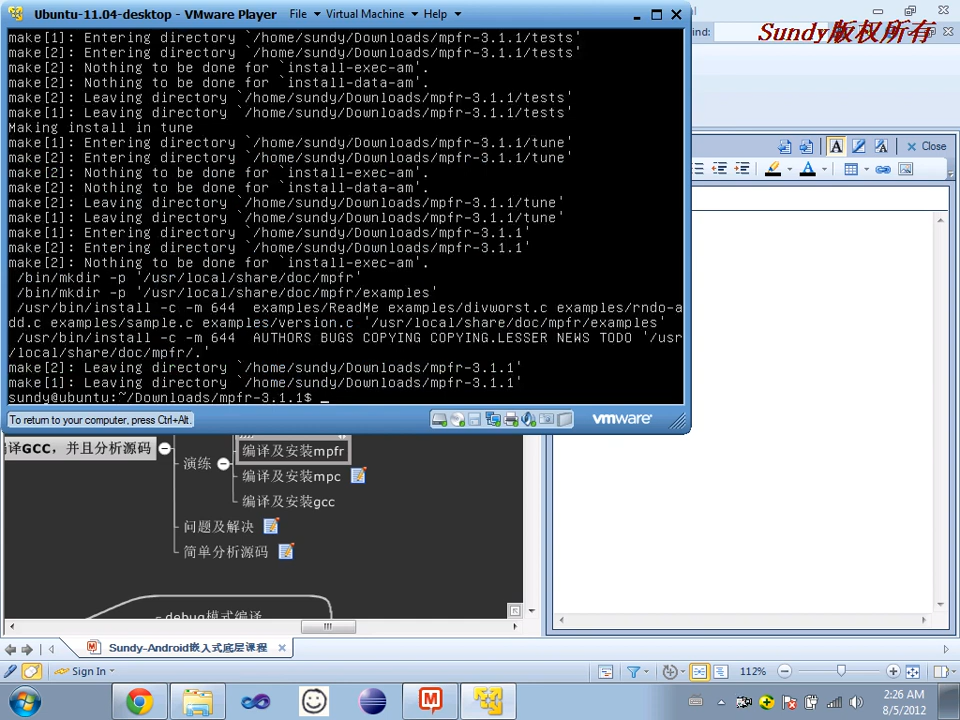 Ubuntu-11.04-desktop - VMware Player File Virtual Machine Help
Sundy版权所有
ind:
make[1]: Entering directory `/home/sundy/Downloads/mpfr-3.1.1/tests'
make[2]: Entering directory `/home/sundy/Downloads/mpfr-3.1.1/tests'
make[2]: Nothing to be done for `install-exec-am'.
make[2]: Nothing to be done for `install-data-am'.
make[2]: Leaving directory `/home/sundy/Downloads/mpfr-3.1.1/tests'
make[1]: Leaving directory `/home/sundy/Downloads/mpfr-3.1.1/tests'
Making install in tune
make[1]: Entering directory `/home/sundy/Downloads/mpfr-3.1.1/tune'
make[2]: Entering directory `/home/sundy/Downloads/mpfr-3.1.1/tune'
make[2]: Nothing to be done for `install-exec-am'.
make[2]: Nothing to be done for `install-data-am'.
make[2]: Leaving directory `/home/sundy/Downloads/mpfr-3.1.1/tune'
make[1]: Leaving directory `/home/sundy/Downloads/mpfr-3.1.1/tune'
make[1]: Entering directory `/home/sundy/Downloads/mpfr-3.1.1'
make[2]: Entering directory `/home/sundy/Downloads/mpfr-3.1.1'
make[2]: Nothing to be done for `install-exec-am'.
/bin/mkdir -p '/usr/local/share/doc/mpfr'
/bin/mkdir -p '/usr/local/share/doc/mpfr/examples'
/usr/bin/install -c -m 644 examples/ReadMe examples/divworst.c examples/rndo-a
dd.c examples/sample.c examples/version.c '/usr/local/share/doc/mpfr/examples'
/usr/bin/install -c -m 644 AUTHORS BUGS COPYING COPYING.LESSER NEWS TODO '/usr
/local/share/doc/mpfr/.'
make[2]: Leaving directory `/home/sundy/Downloads/mpfr-3.1.1'
make[1]: Leaving directory `/home/sundy/Downloads/mpfr-3.1.1'
sundy@ubuntu:~/Downloads/mpfr-3.1.1$ _
Close
To return to your computer, press Ctrl+Alt.
vmware
译GCC，并且分析源码
演练
编译及安装mpfr
编译及安装mpc
编译及安装gcc
问题及解决
简单分析源码
debug模式编译
Sundy-Android嵌入式底层课程
Sign In
112%
2:26 AM
8/5/2012